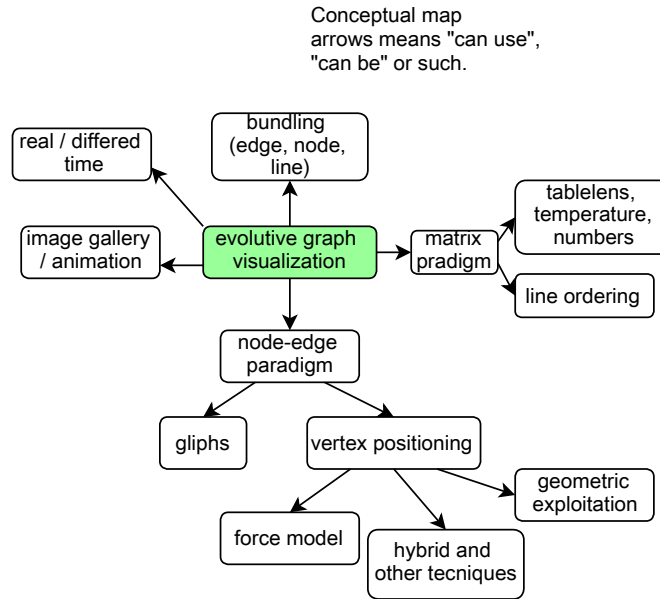 Conceptual map
arrows means "can use",
"can be" or such.
bundling
(edge, node,
line)
real / differed
time
tablelens,
temperature,
numbers
image gallery
/ animation
evolutive graph
visualization
matrix
pradigm
line ordering
node-edge
paradigm
gliphs
vertex positioning
geometric
exploitation
force model
hybrid and
other tecniques